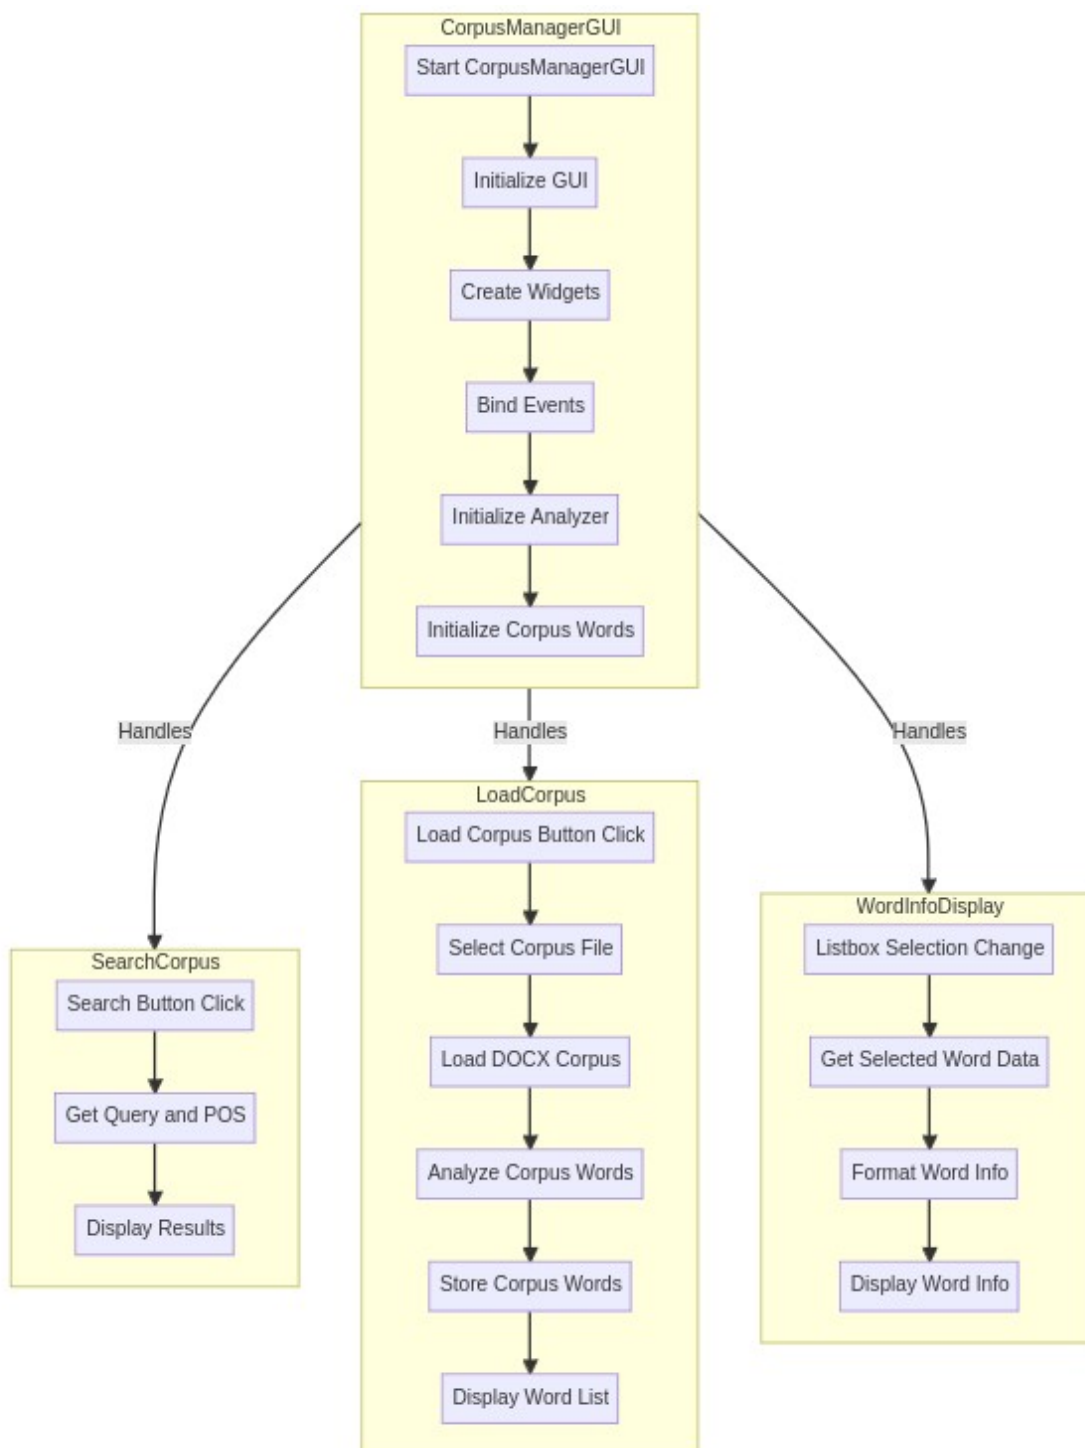 CorpusManagerGUI
Start CorpusManagerGUI
Initialize GUI
Create Widgets
Bind Events
Initialize Analyzer
Initialize Corpus Words
Handles
Handles
Handles
SearchCorpus
Search Button Click
Get Query and POS
Display Results
LoadCorpus
Load Corpus Button Click
Select Corpus File
Load DOCX Corpus
Analyze Corpus Words
Store Corpus Words
Display Word List
WordInfoDisplay
Listbox Selection Change
Get Selected Word Data
Format Word Info
Display Word Info